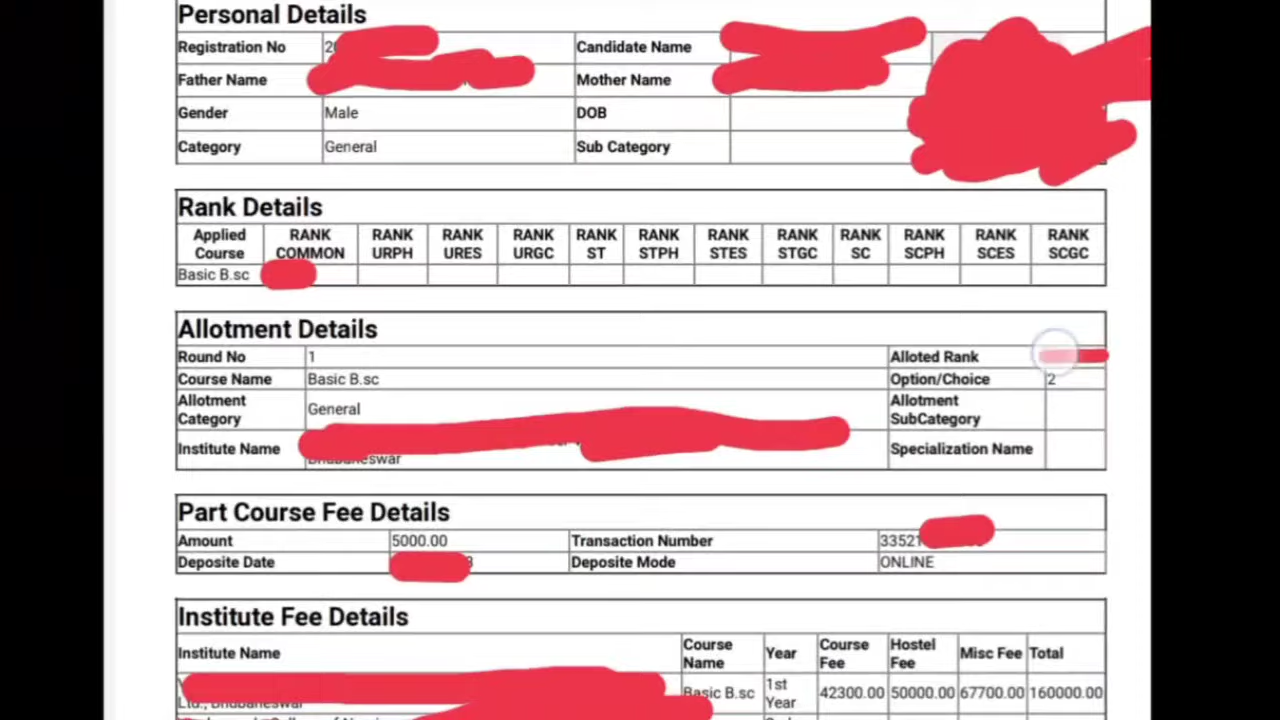 Personal Details
Registration No 2 Candidate Name
Father Name Mother Name
Gender Male DOB
Category General Sub Category
Rank Details
Applied Course RANK COMMON RANK URPH RANK URES RANK URGC RANK ST RANK STPH RANK STES RANK STGC RANK SC RANK SCPH RANK SCES RANK SCGC
Basic B.sc
Allotment Details
Round No 1 Alloted Rank
Course Name Basic B.sc Option/Choice 2
Allotment Category General Allotment SubCategory
Institute Name Bhubaneswar Specialization Name
Part Course Fee Details
Amount 5000.00 Transaction Number 33521
Deposite Date Deposite Mode ONLINE
Institute Fee Details
Institute Name Course Name Year Course Fee Hostel Fee Misc Fee Total
Ltd., Bhubaneswar Basic B.sc 1st Year 42300.00 50000.00 67700.00 160000.00